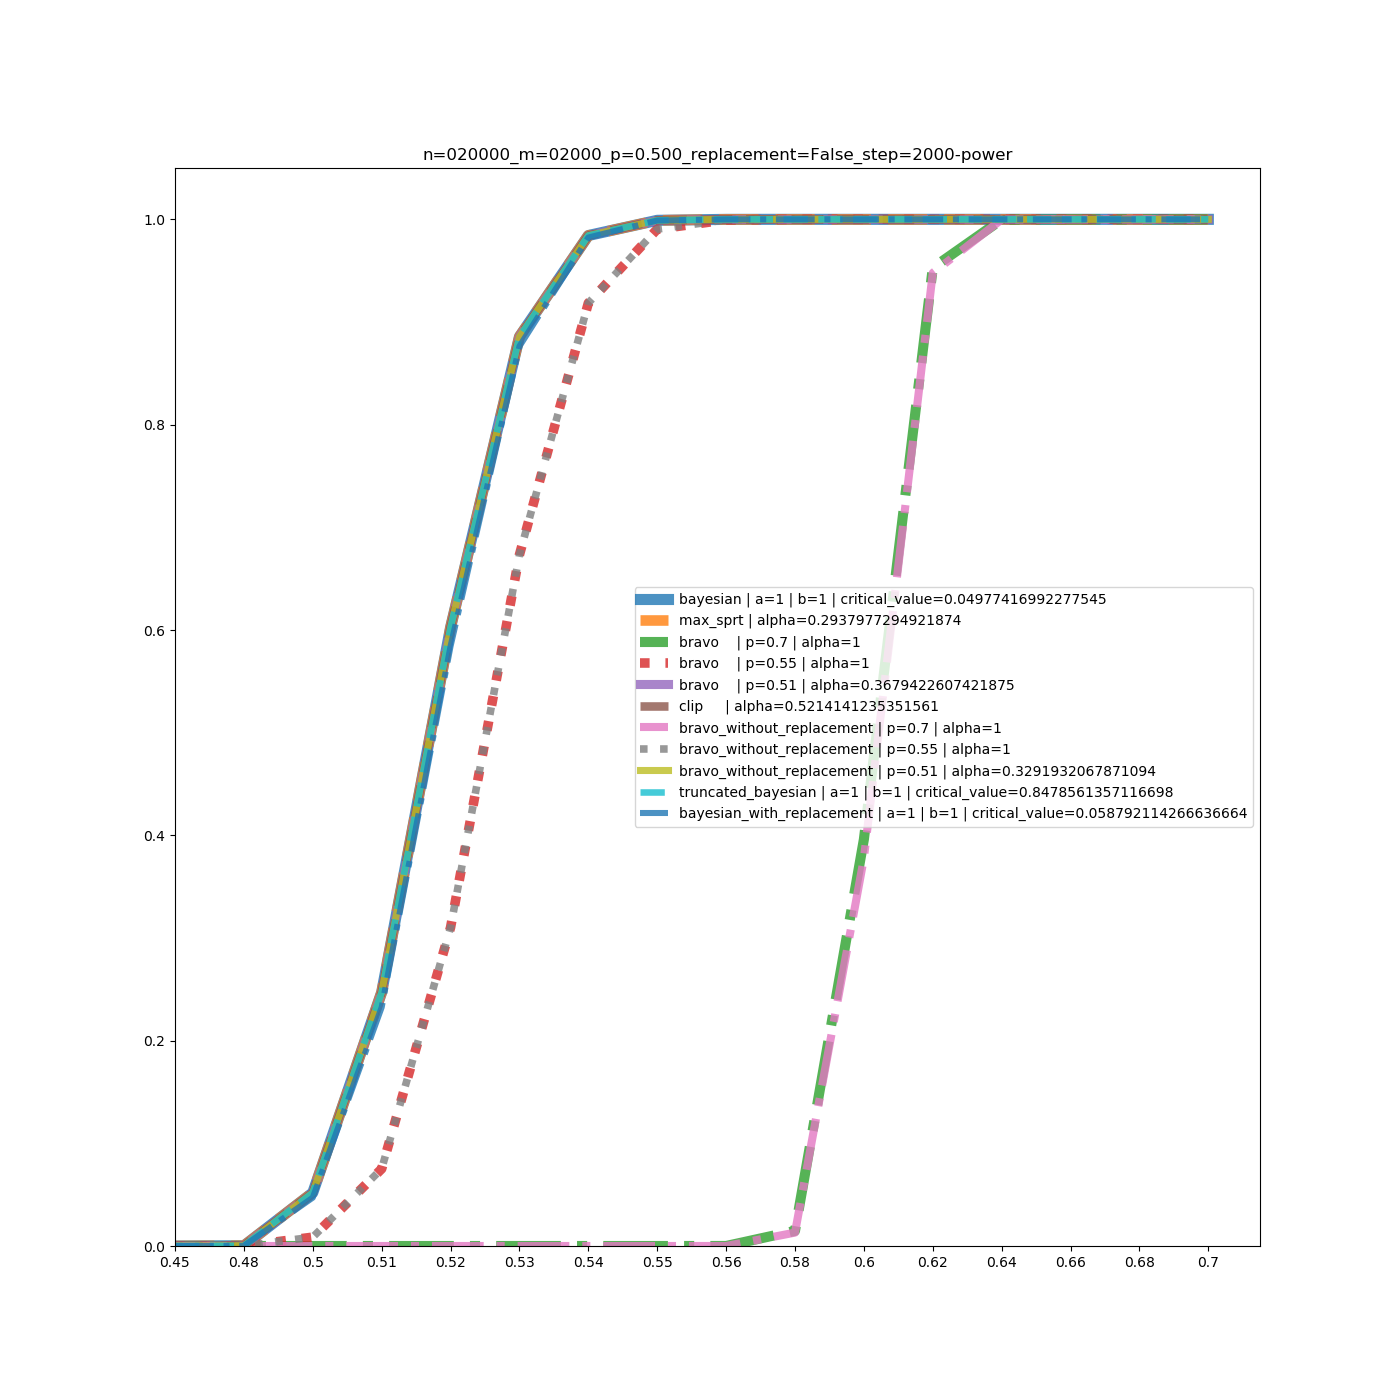 n=020000_m=02000_p=0.500_replacement=False_step=2000-power
1.0
0.8
0.6
0.4
0.2
0.0
bayesian | a=1 | b=1 | critical_value=0.04977416992277545
max_sprt | alpha=0.2937977294921874
bravo | p=0.7 | alpha=1
bravo | p=0.55 | alpha=1
bravo | p=0.51 | alpha=0.3679422607421875
clip | alpha=0.5214141235351561
bravo_without_replacement | p=0.7 | alpha=1
bravo_without_replacement | p=0.55 | alpha=1
bravo_without_replacement | p=0.51 | alpha=0.3291932067871094
truncated_bayesian | a=1 | b=1 | critical_value=0.8478561357116698
bayesian_with_replacement | a=1 | b=1 | critical_value=0.058792114266636664
0.45 0.48 0.5 0.51 0.52 0.53 0.54 0.55 0.56 0.58 0.6 0.62 0.64 0.66 0.68 0.7